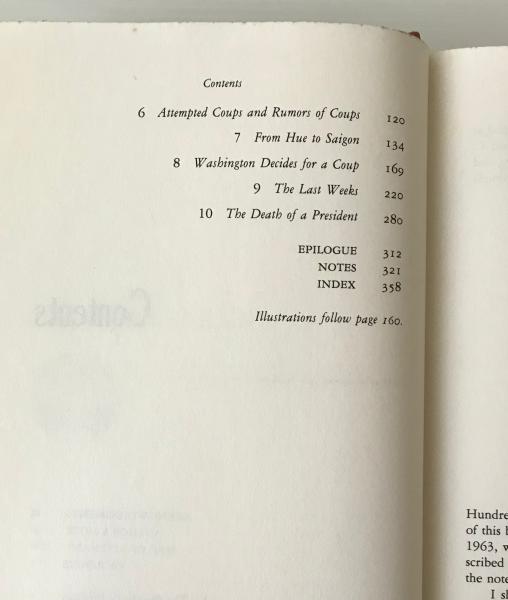 Contents
6 Attempted Coups and Rumors of Coups 120
7 From Hue to Saigon 134
8 Washington Decides for a Coup 169
9 The Last Weeks 220
10 The Death of a President 280
EPILOGUE 312
NOTES 321
INDEX 358
Illustrations follow page 160.
Contents
Hundre
of this
1963,
scribed
the note
I